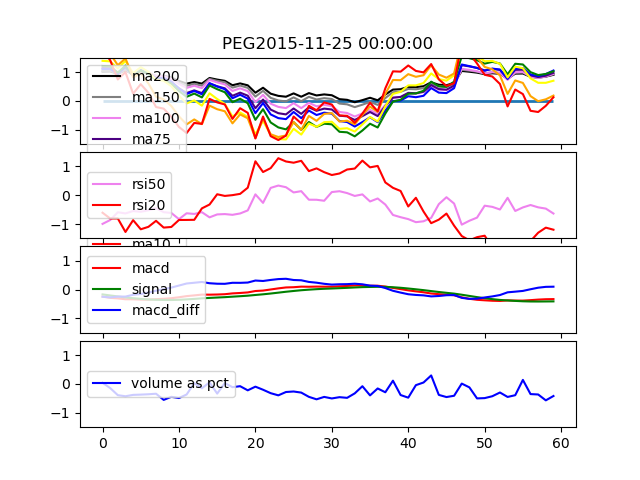 PEG2015-11-25 00:00:00
1
0
−1
ma200
ma150
ma100
ma75
1
0
−1
rsi50
rsi20
ma10
1
0
−1
macd
signal
macd_diff
1
0
−1
volume as pct
0 10 20 30 40 50 60